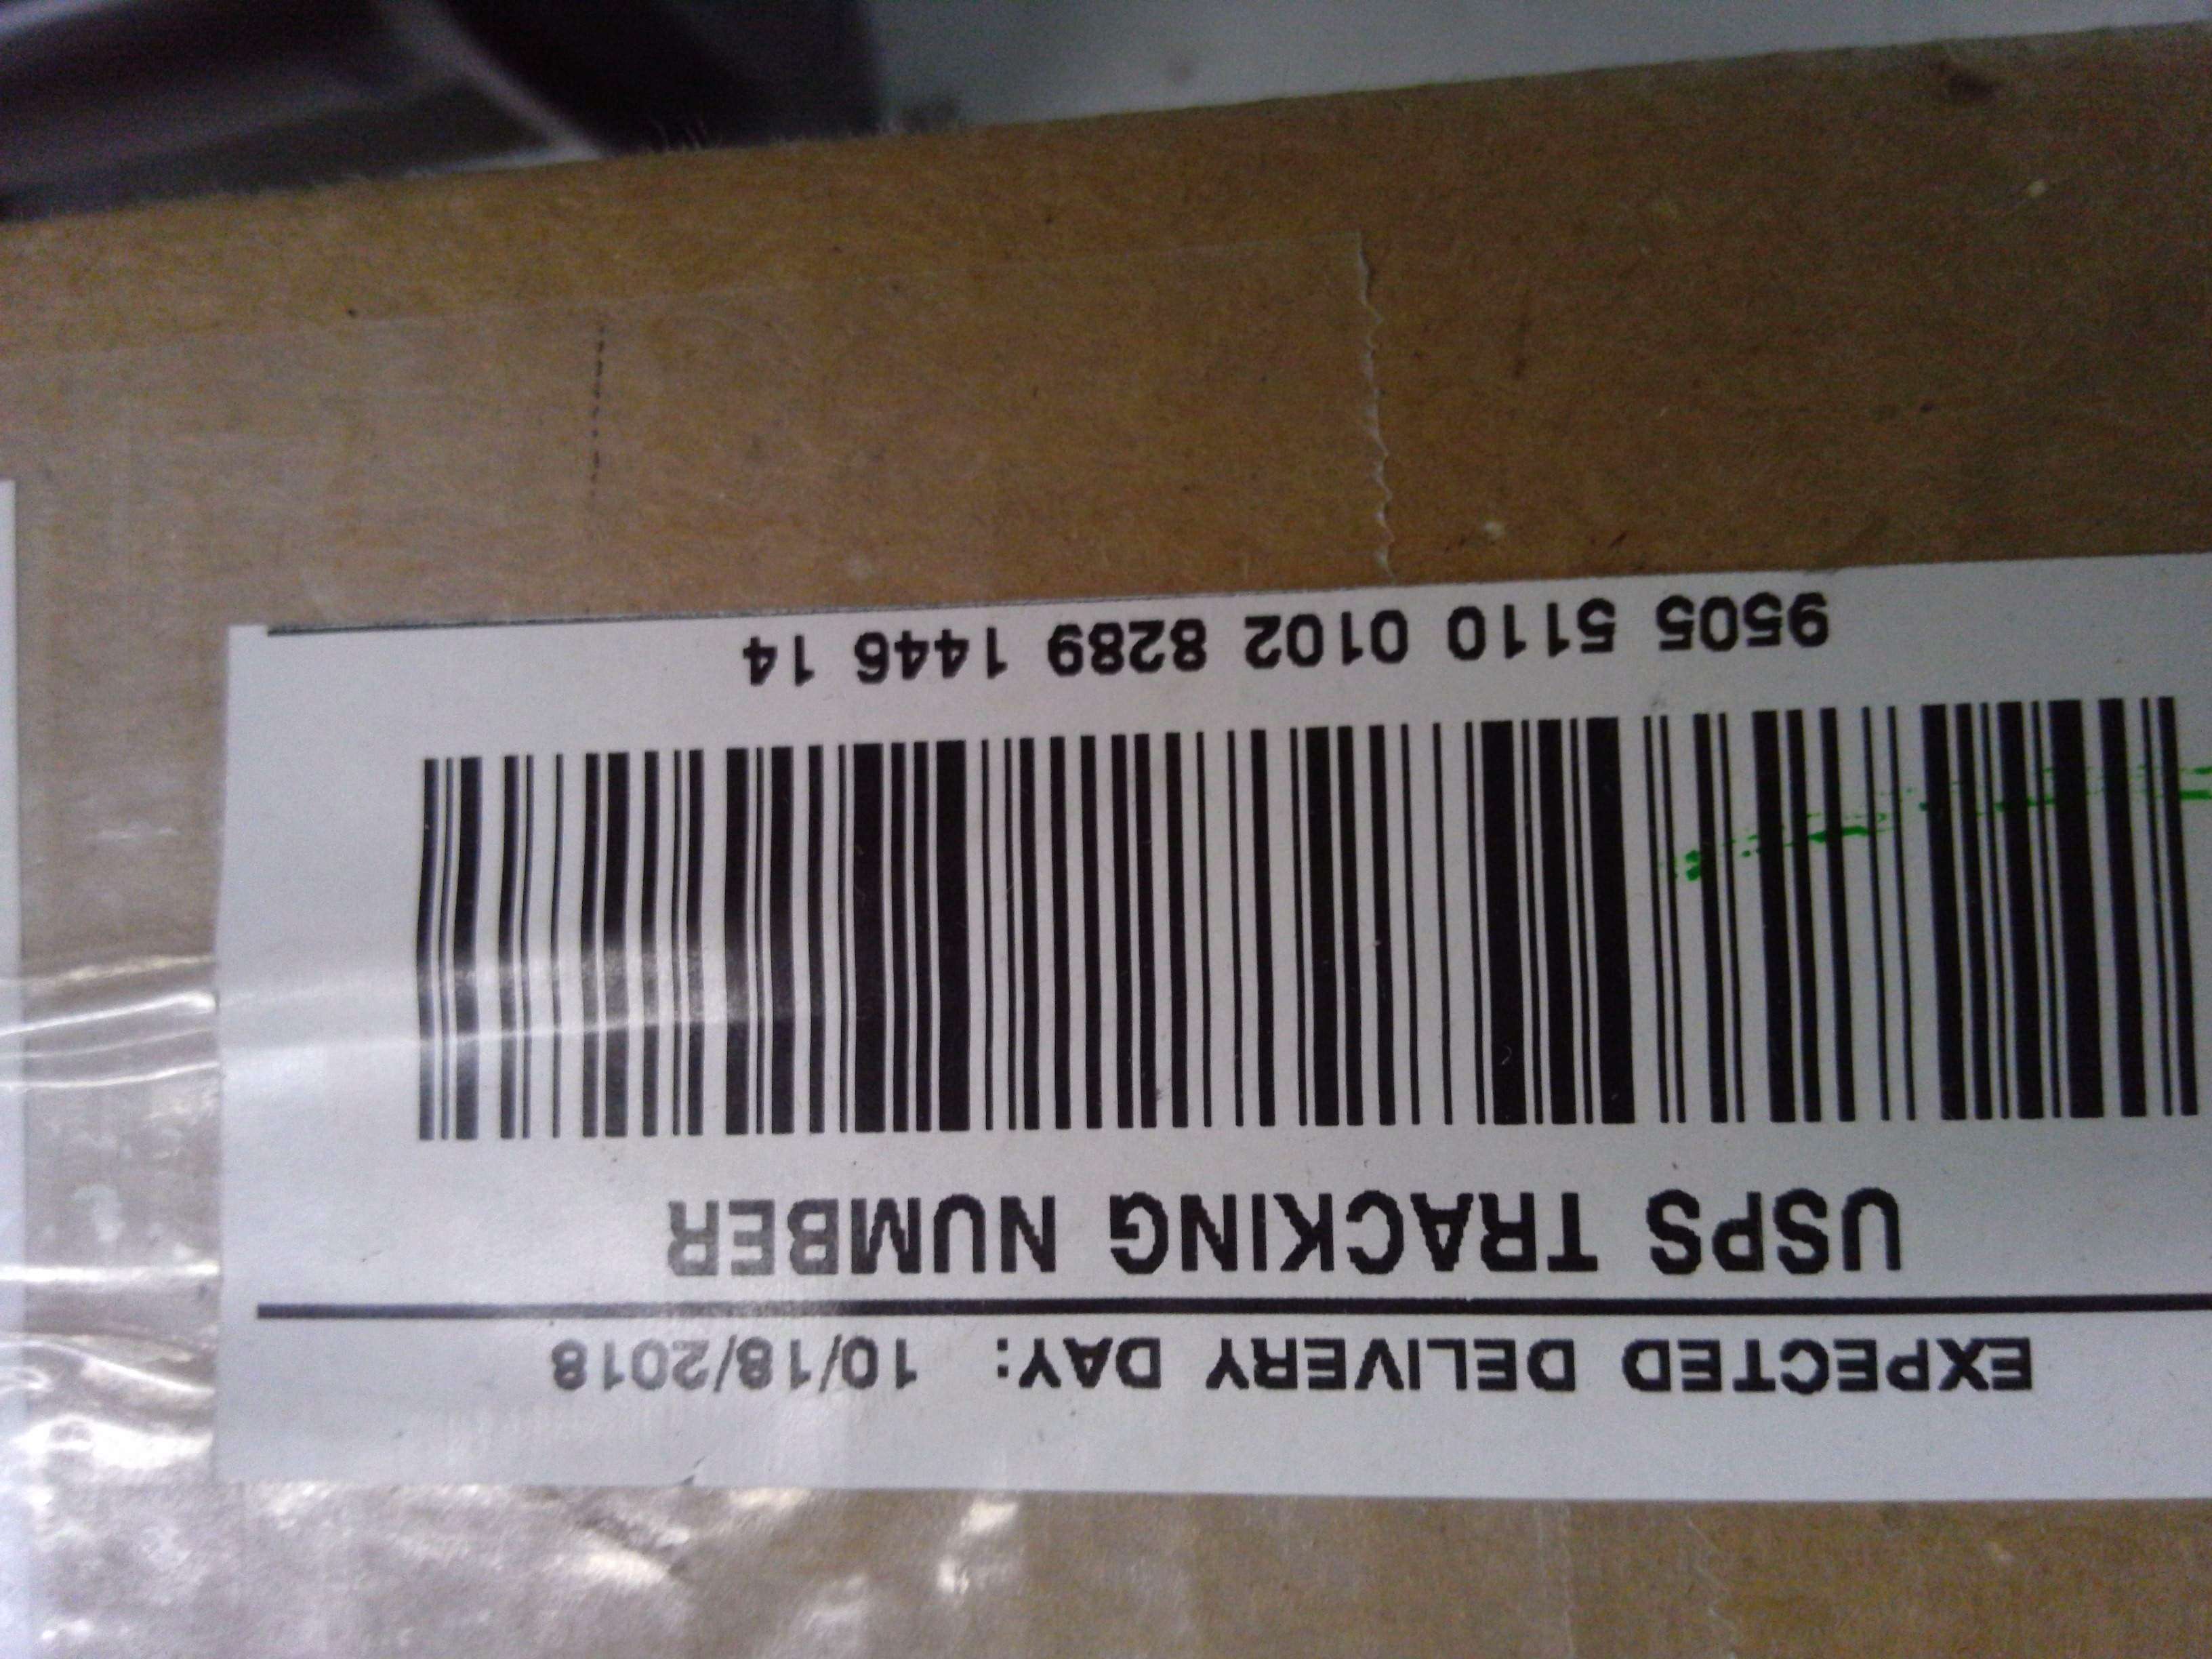 EXPECTED DELIVERY DAY: 10/18/2018
USPS TRACKING NUMBER
9505 5110 0102 8289 1446 14